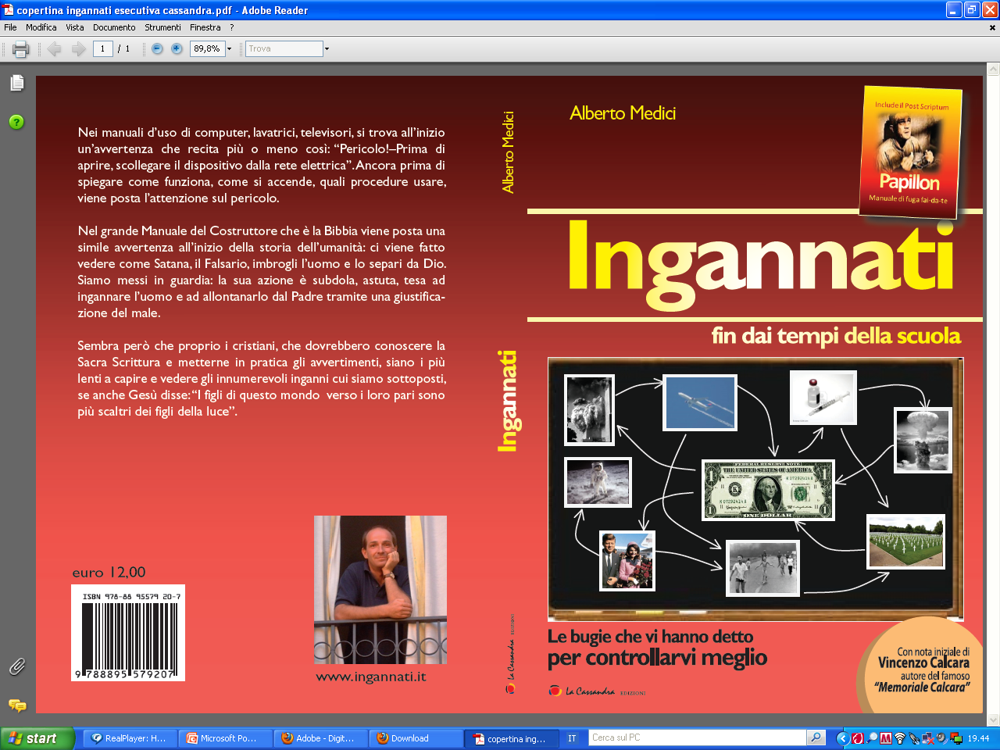 copertina ingannati esecutiva cassandra.pdf - Adobe Reader
File Modifica Vista Documento Strumenti Finestra ?
1 / 1 89,8% Trova
Nei manuali d’uso di computer, lavatrici, televisori, si trova all’inizio
un’avvertenza che recita più o meno così: “Pericolo!–Prima di
aprire, scollegare il dispositivo dalla rete elettrica”. Ancora prima di
spiegare come funziona, come si accende, quali procedure usare,
viene posta l’attenzione sul pericolo.
Nel grande Manuale del Costruttore che è la Bibbia viene posta una
simile avvertenza all’inizio della storia dell’umanità: ci viene fatto
vedere come Satana, il Falsario, imbrogli l’uomo e lo separi da Dio.
Siamo messi in guardia: la sua azione è subdola, astuta, tesa ad
ingannare l’uomo e ad allontanarlo dal Padre tramite una giustifica-
zione del male.
Sembra però che proprio i cristiani, che dovrebbero conoscere la
Sacra Scrittura e metterne in pratica gli avvertimenti, siano i più
lenti a capire e vedere gli innumerevoli inganni cui siamo sottoposti,
se anche Gesù disse: “I figli di questo mondo verso i loro pari sono
più scaltri dei figli della luce”.
euro 12,00
ISBN 978-88 95579 20-7
9 788895 579207
www.ingannati.it
Alberto Medici
Ingannati
La Cassandra EDIZIONI
Alberto Medici
Include il Post Scriptum
Papillon
Manuale di fuga fai-da-te
Ingannati
fin dai tempi della scuola
FEDERAL RESERVE NOTE
THE UNITED STATES OF AMERICA
K 07292414 A
K 07292414 A
ONE DOLLAR
Le bugie che vi hanno detto
per controllarvi meglio
La Cassandra EDIZIONI
Con nota iniziale di
Vincenzo Calcara
autore del famoso
“Memoriale Calcara”
start RealPlayer: H... Microsoft Po... Adobe - Digit... Download copertina ing... IT Cerca sul PC 19.44